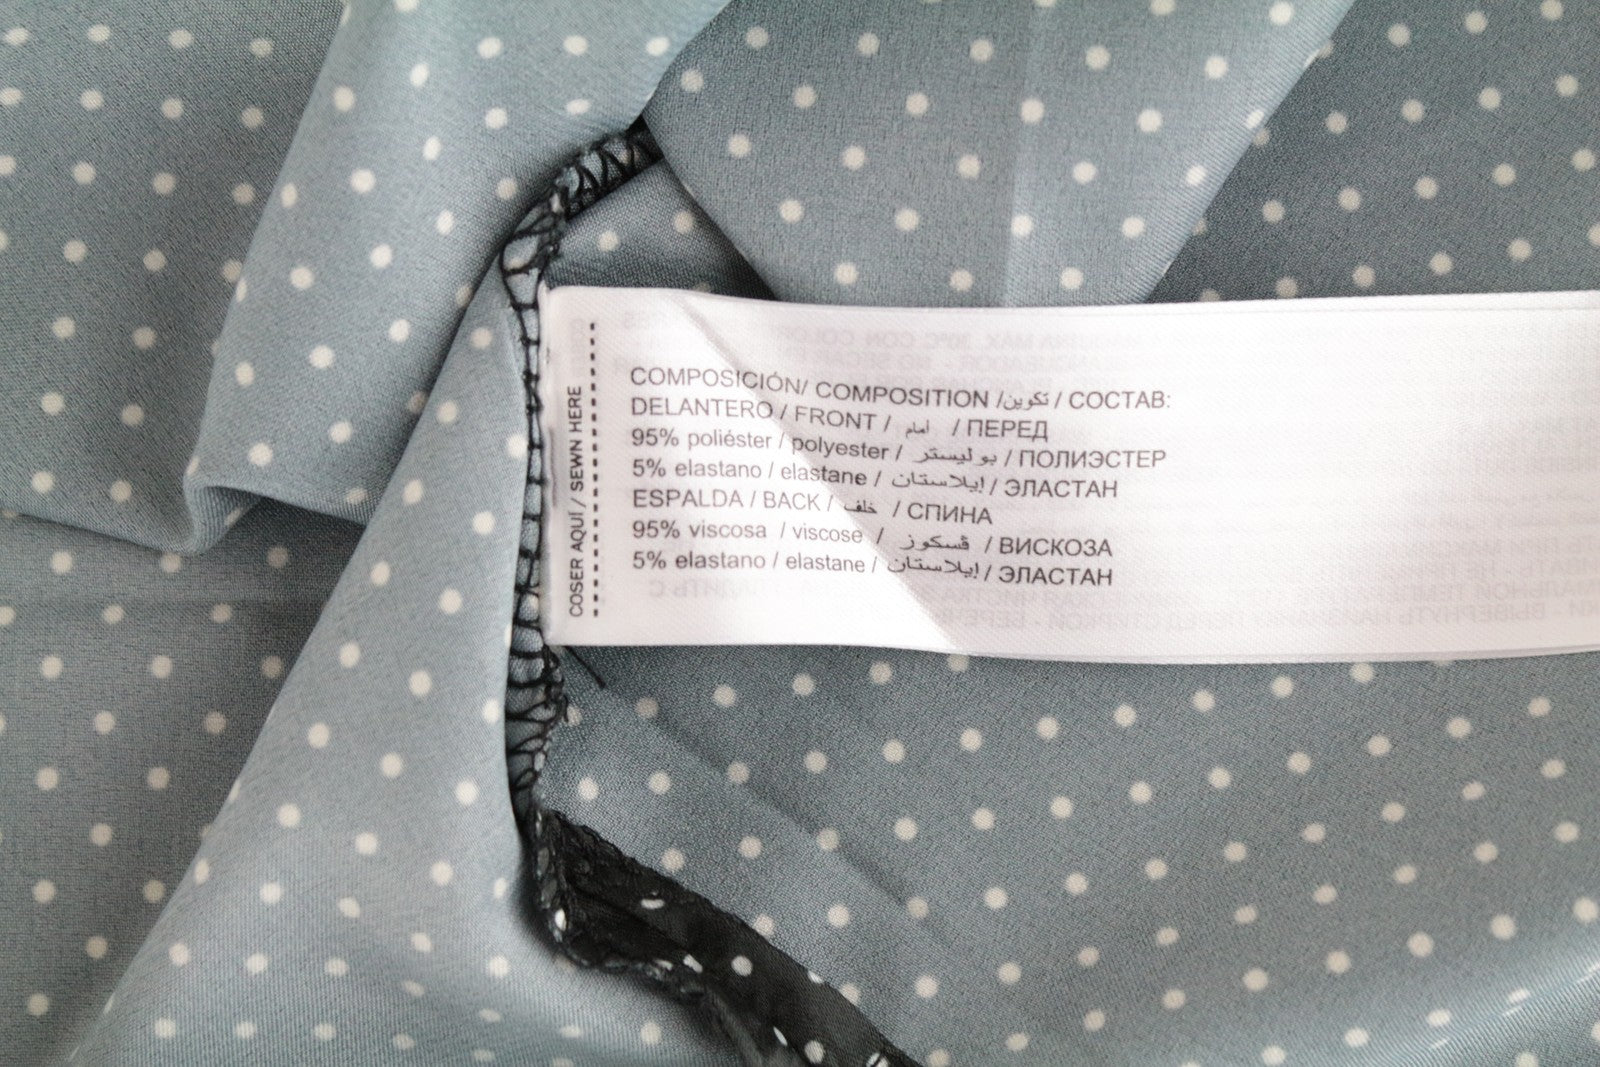 COSER AQUÍ / SEWN HERE
COMPOSICIÓN/ COMPOSITION /تكوين / СОСТАВ:
DELANTERO / FRONT / أمام / ПЕРЕД
95% poliéster / polyester / بوليستر / ПОЛИЭСТЕР
5% elastano / elastane / إيلاستان / ЭЛАСТАН
ESPALDA / BACK / خلف / СПИНА
95% viscosa / viscose / ڤسكوز / ВИСКОЗА
5% elastano / elastane / إيلاستان / ЭЛАСТАН